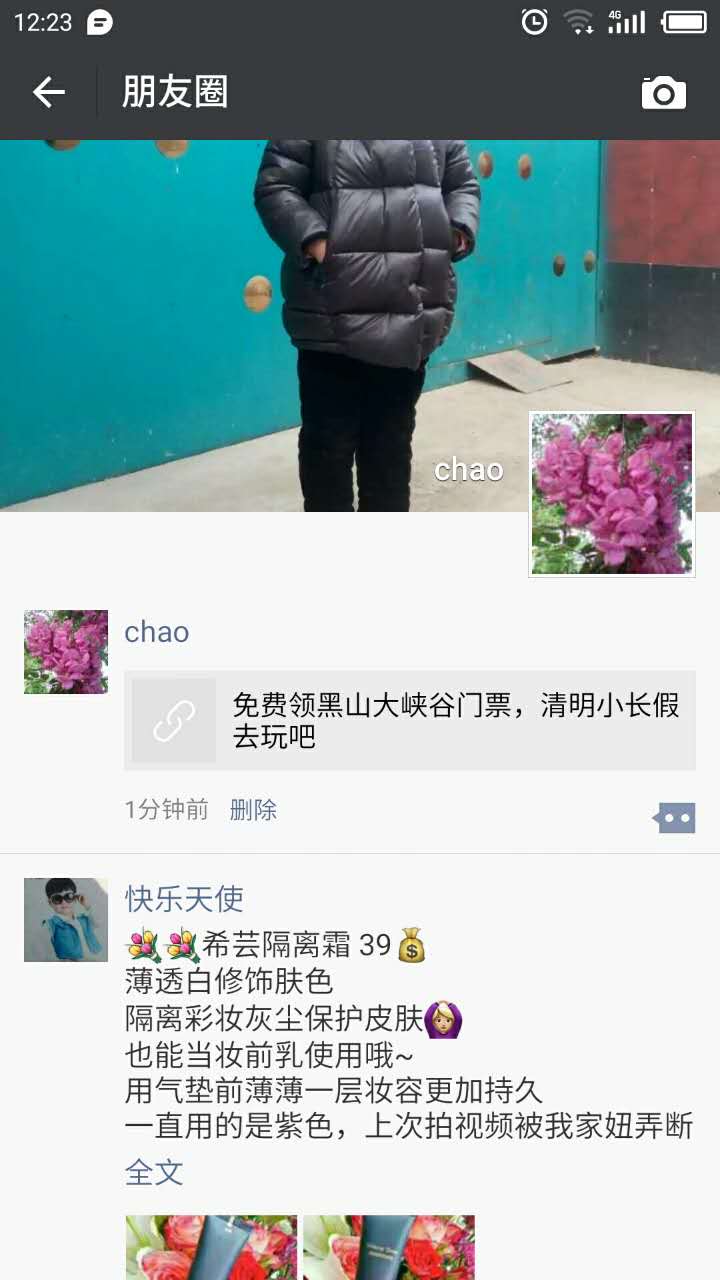 12:23
4G
朋友圈
chao
chao
免费领黑山大峡谷门票，清明小长假
去玩吧
1分钟前 删除
快乐天使
💐💐希芸隔离霜 39💰
薄透白修饰肤色
隔离彩妆灰尘保护皮肤🙆
也能当妆前乳使用哦~
用气垫前薄薄一层妆容更加持久
一直用的是紫色，上次拍视频被我家妞弄断
全文